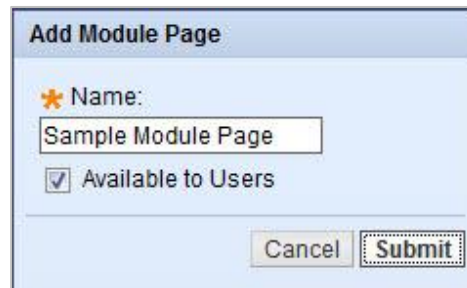 Add Module Page
Name:
Sample Module Page
Available to Users
Cancel Submit